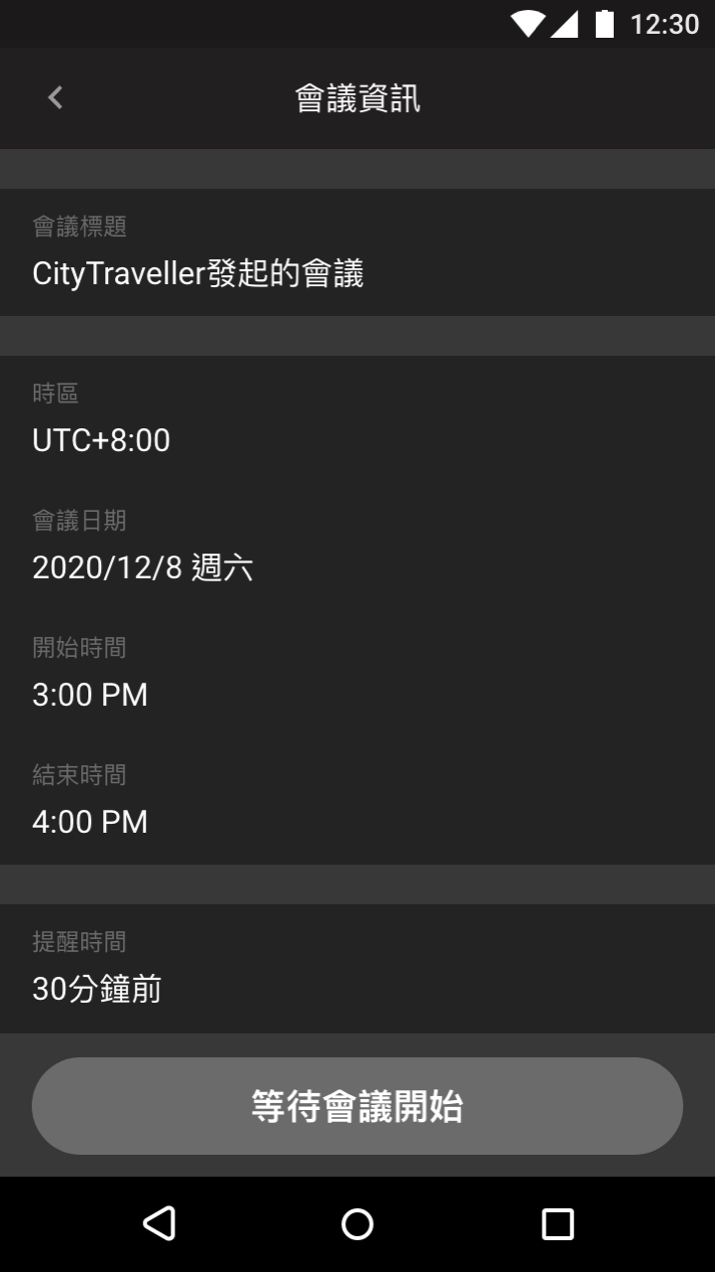 12:30
會議資訊
會議標題
CityTraveller發起的會議
時區
UTC+8:00
會議日期
2020/12/8 週六
開始時間
3:00 PM
結束時間
4:00 PM
提醒時間
30分鐘前
等待會議開始